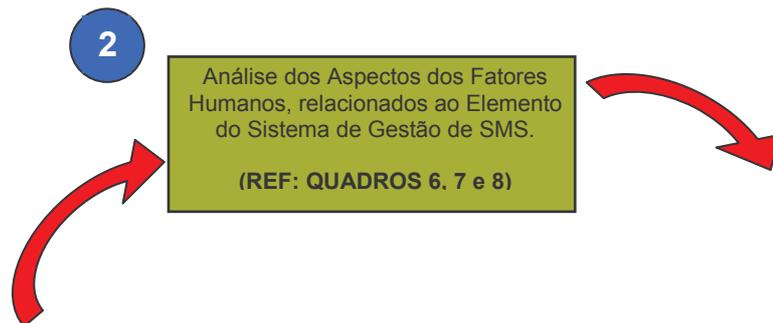 2
Análise dos Aspectos dos Fatores
Humanos, relacionados ao Elemento
do Sistema de Gestão de SMS.
(REF: QUADROS 6, 7 e 8)